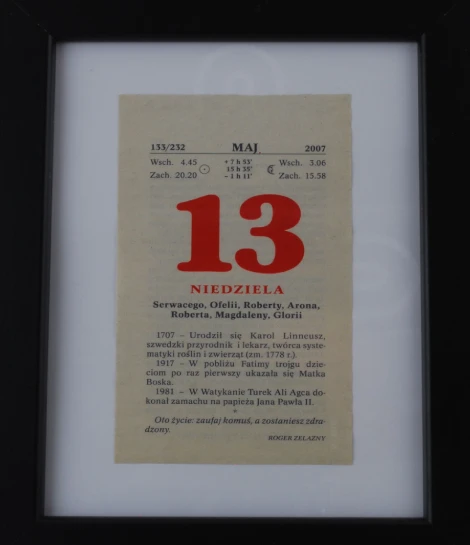 133/232 MAJ 2007
Wsch. 4.45 + 7 h 53' Wsch. 3.06
15 h 35'
Zach. 20.20 – 1 h 11' Zach. 15.58
13
NIEDZIELA
Serwacego, Ofelii, Roberty, Arona,
Roberta, Magdaleny, Glorii
1707 – Urodził się Karol Linneusz,
szwedzki przyrodnik i lekarz, twórca syste-
matyki roślin i zwierząt (zm. 1778 r.).
1917 – W pobliżu Fatimy trojgu dzie-
ciom po raz pierwszy ukazała się Matka
Boska.
1981 – W Watykanie Turek Ali Agca do-
konał zamachu na papieża Jana Pawła II.
*
Oto życie: zaufaj komuś, a zostaniesz zdra-
dzony.
ROGER ZELAZNY